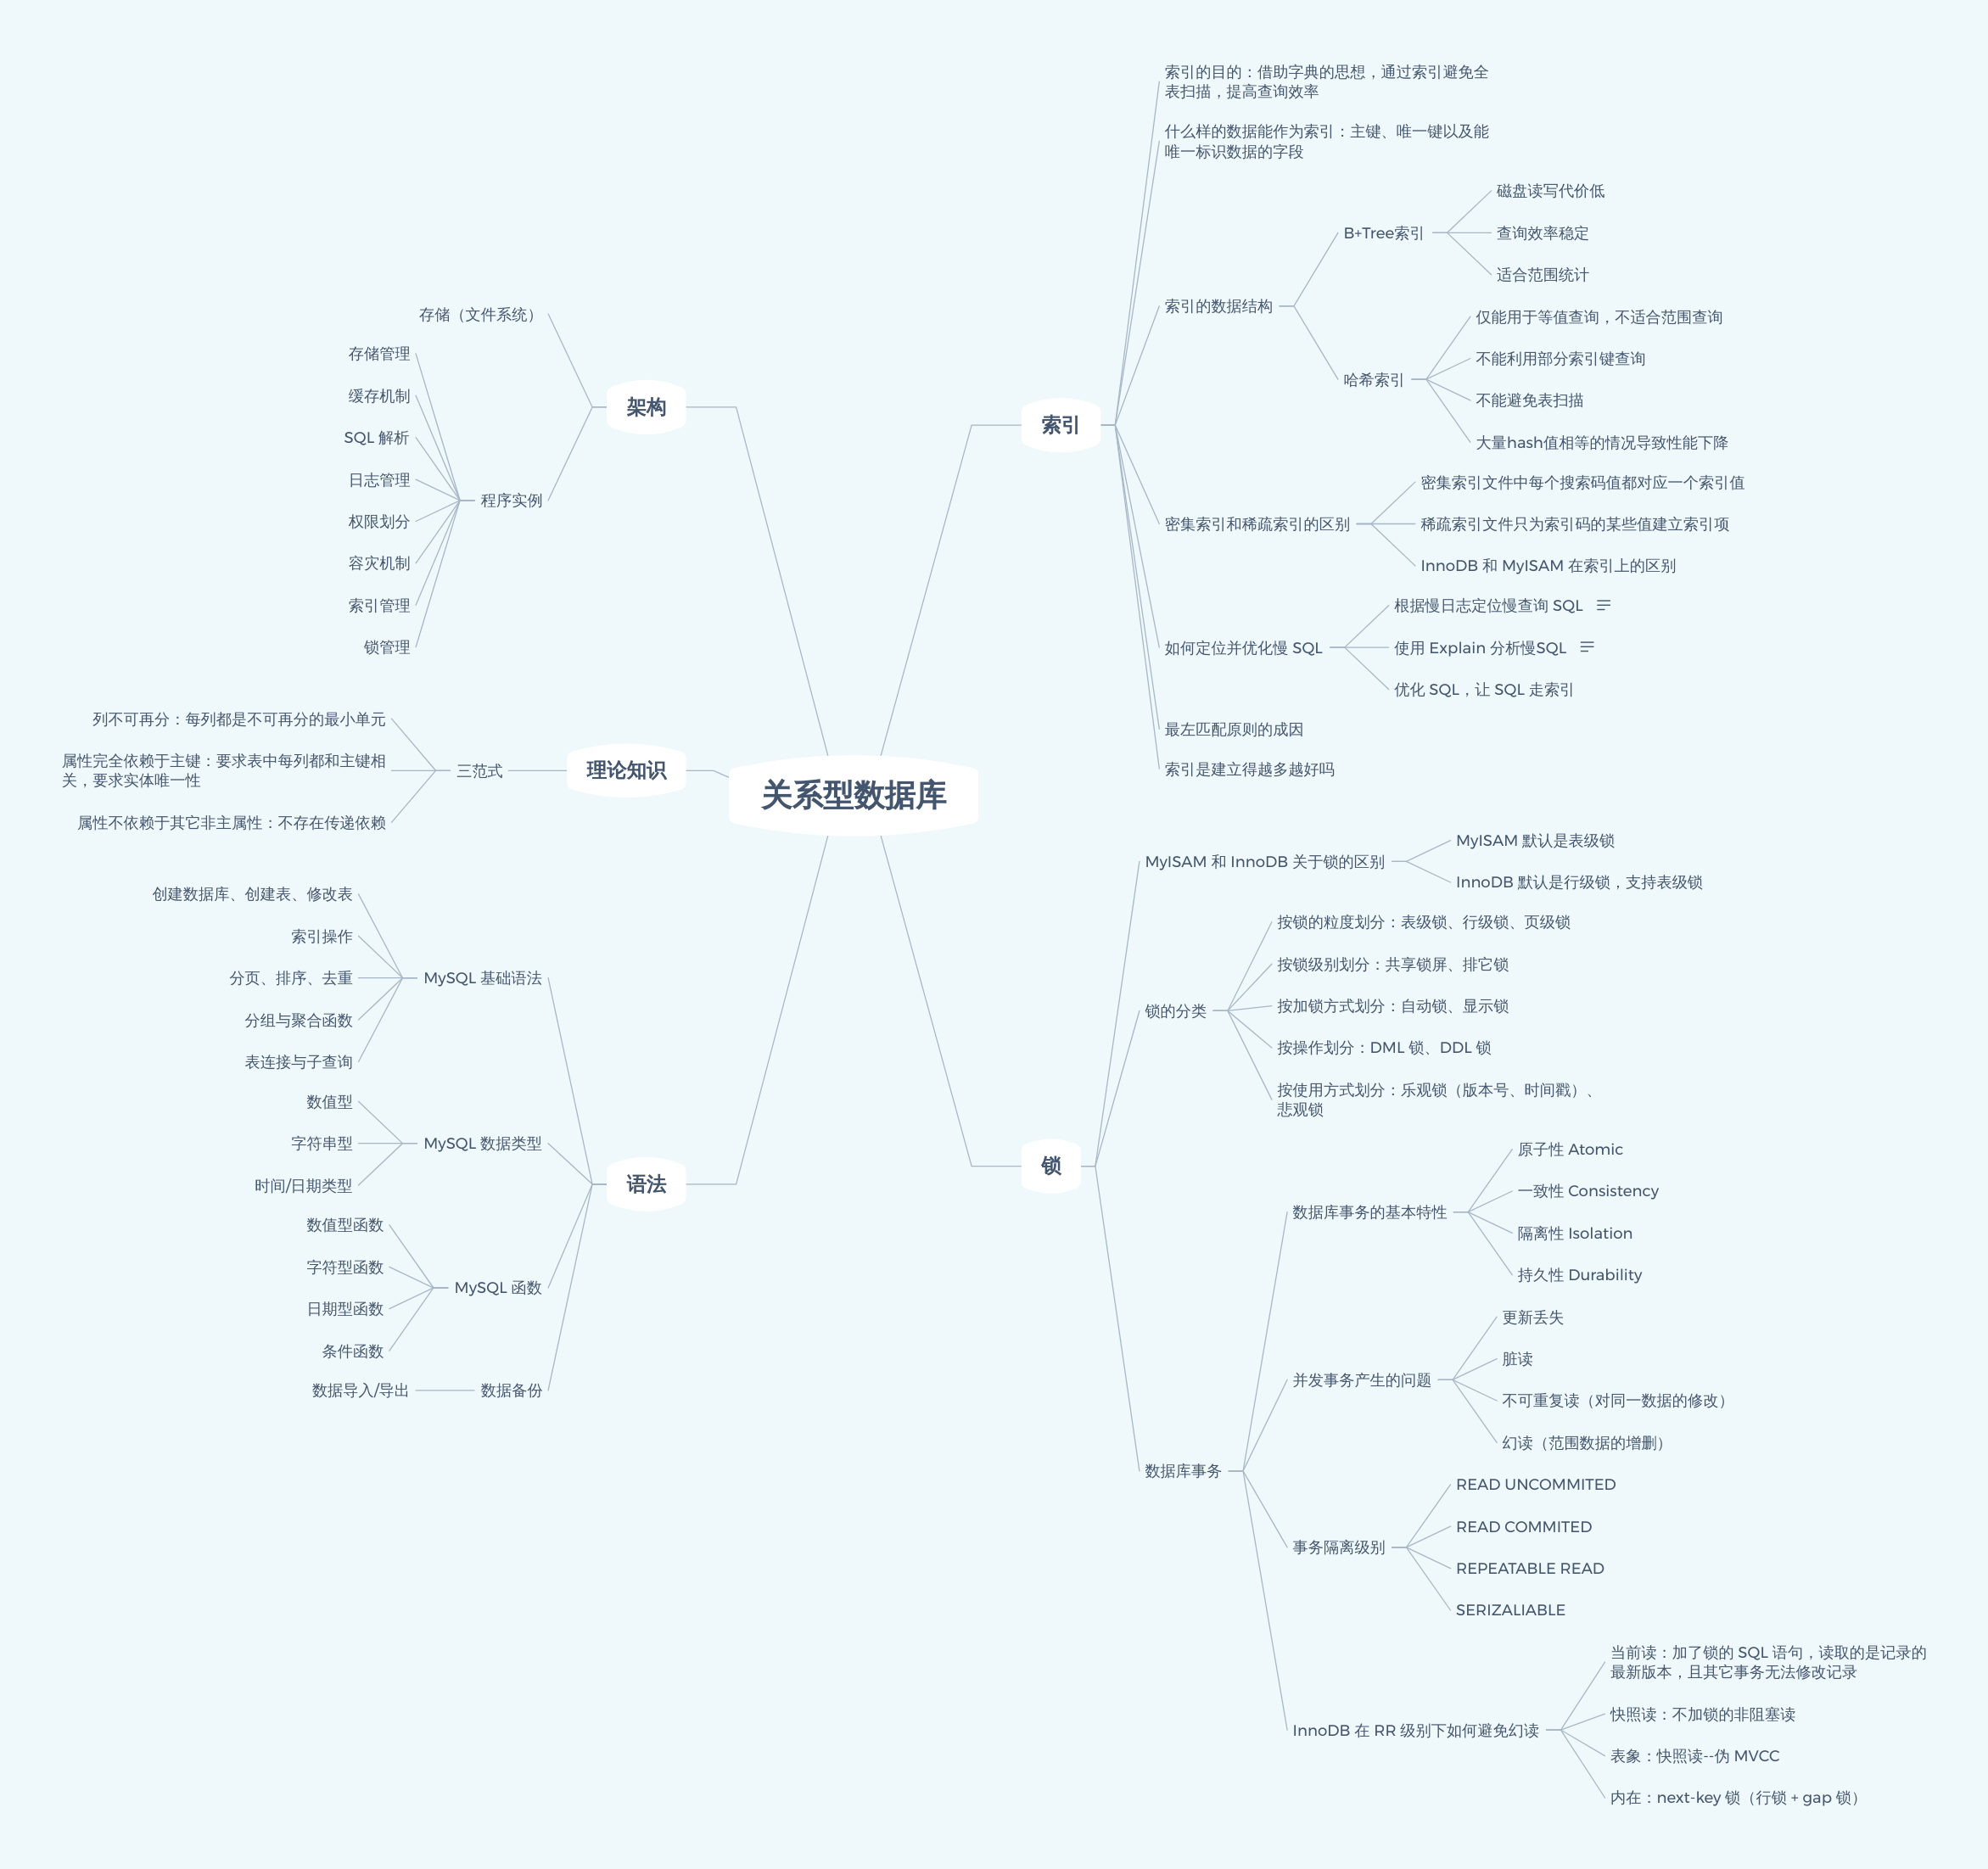 关系型数据库
架构
存储（文件系统）
程序实例
存储管理
缓存机制
SQL 解析
日志管理
权限划分
容灾机制
索引管理
锁管理
理论知识
三范式
列不可再分：每列都是不可再分的最小单元
属性完全依赖于主键：要求表中每列都和主键相
关，要求实体唯一性
属性不依赖于其它非主属性：不存在传递依赖
语法
MySQL 基础语法
创建数据库、创建表、修改表
索引操作
分页、排序、去重
分组与聚合函数
表连接与子查询
MySQL 数据类型
数值型
字符串型
时间/日期类型
MySQL 函数
数值型函数
字符型函数
日期型函数
条件函数
数据备份
数据导入/导出
索引
索引的目的：借助字典的思想，通过索引避免全
表扫描，提高查询效率
什么样的数据能作为索引：主键、唯一键以及能
唯一标识数据的字段
索引的数据结构
B+Tree索引
磁盘读写代价低
查询效率稳定
适合范围统计
哈希索引
仅能用于等值查询，不适合范围查询
不能利用部分索引键查询
不能避免表扫描
大量hash值相等的情况导致性能下降
密集索引和稀疏索引的区别
密集索引文件中每个搜索码值都对应一个索引值
稀疏索引文件只为索引码的某些值建立索引项
InnoDB 和 MyISAM 在索引上的区别
如何定位并优化慢 SQL
根据慢日志定位慢查询 SQL
使用 Explain 分析慢SQL
优化 SQL，让 SQL 走索引
最左匹配原则的成因
索引是建立得越多越好吗
锁
MyISAM 和 InnoDB 关于锁的区别
MyISAM 默认是表级锁
InnoDB 默认是行级锁，支持表级锁
锁的分类
按锁的粒度划分：表级锁、行级锁、页级锁
按锁级别划分：共享锁屏、排它锁
按加锁方式划分：自动锁、显示锁
按操作划分：DML 锁、DDL 锁
按使用方式划分：乐观锁（版本号、时间戳）、
悲观锁
数据库事务
数据库事务的基本特性
原子性 Atomic
一致性 Consistency
隔离性 Isolation
持久性 Durability
并发事务产生的问题
更新丢失
脏读
不可重复读（对同一数据的修改）
幻读（范围数据的增删）
事务隔离级别
READ UNCOMMITED
READ COMMITED
REPEATABLE READ
SERIZALIABLE
InnoDB 在 RR 级别下如何避免幻读
当前读：加了锁的 SQL 语句，读取的是记录的
最新版本，且其它事务无法修改记录
快照读：不加锁的非阻塞读
表象：快照读--伪 MVCC
内在：next-key 锁（行锁 + gap 锁）